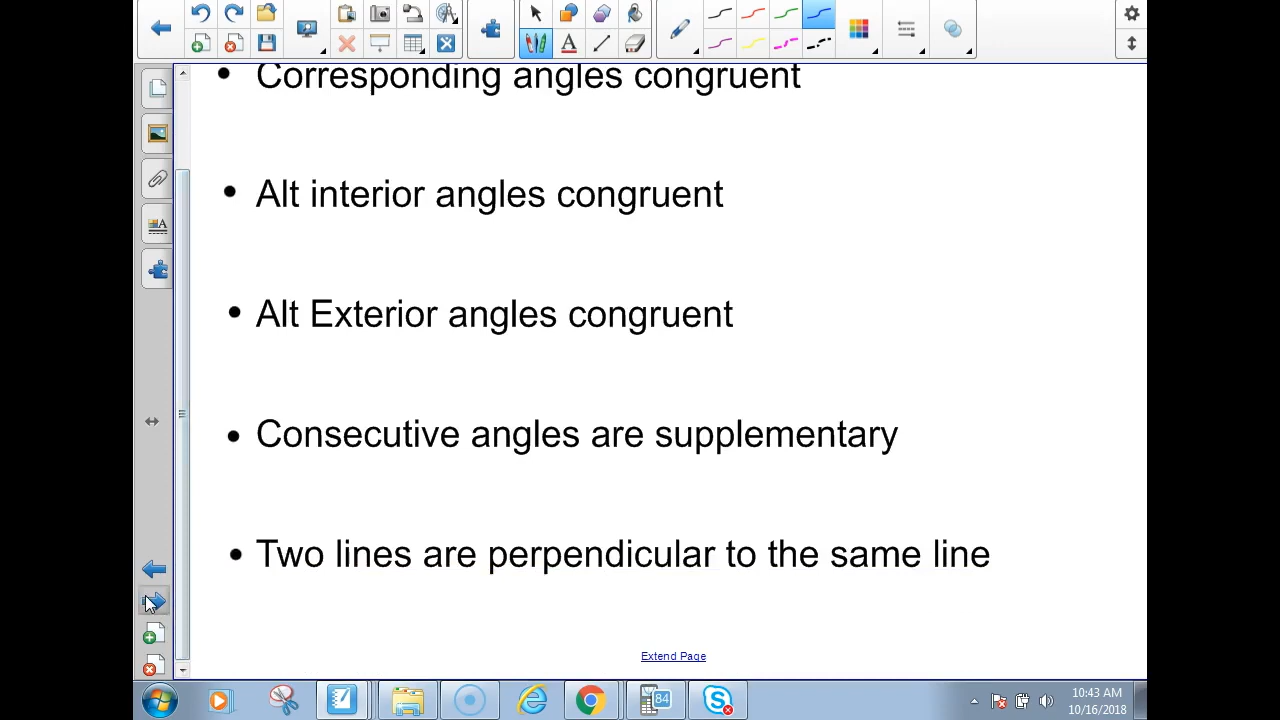 Corresponding angles congruent
Alt interior angles congruent
Alt Exterior angles congruent
Consecutive angles are supplementary
Two lines are perpendicular to the same line
Extend Page
84
10:43 AM
10/16/2018